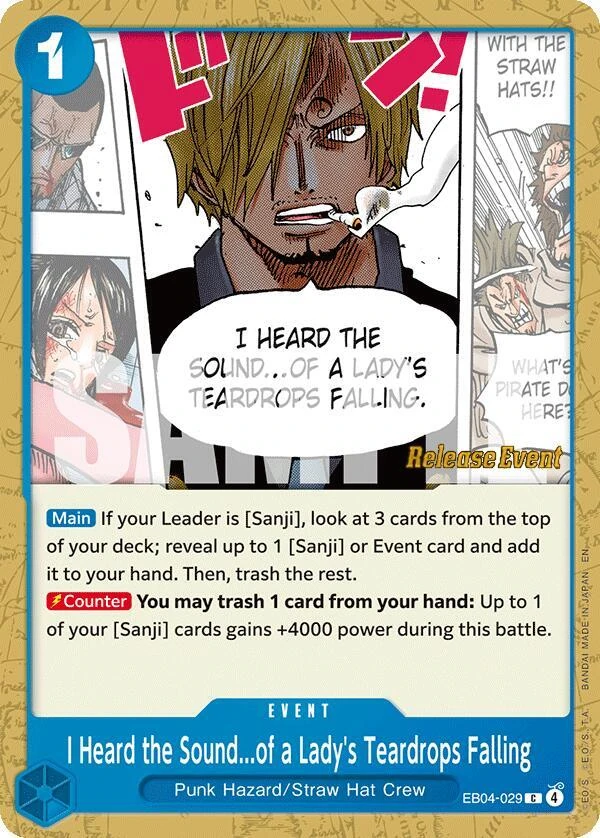 1
WITH THE
STRAW
HATS!!
ド ン!
I HEARD THE
SOUND...OF A LADY'S
TEARDROPS FALLING.
WHAT'S
PIRATE
HERE?
SAMPLE
Release Event
Main If your Leader is [Sanji], look at 3 cards from the top
of your deck; reveal up to 1 [Sanji] or Event card and add
it to your hand. Then, trash the rest.
Counter You may trash 1 card from your hand: Up to 1
of your [Sanji] cards gains +4000 power during this battle.
EVENT
I Heard the Sound...of a Lady's Teardrops Falling
Punk Hazard/Straw Hat Crew
EB04-029 C 4
©E.O.S. ©E.O.S.,T.A. BANDAI MADE IN JAPAN EN